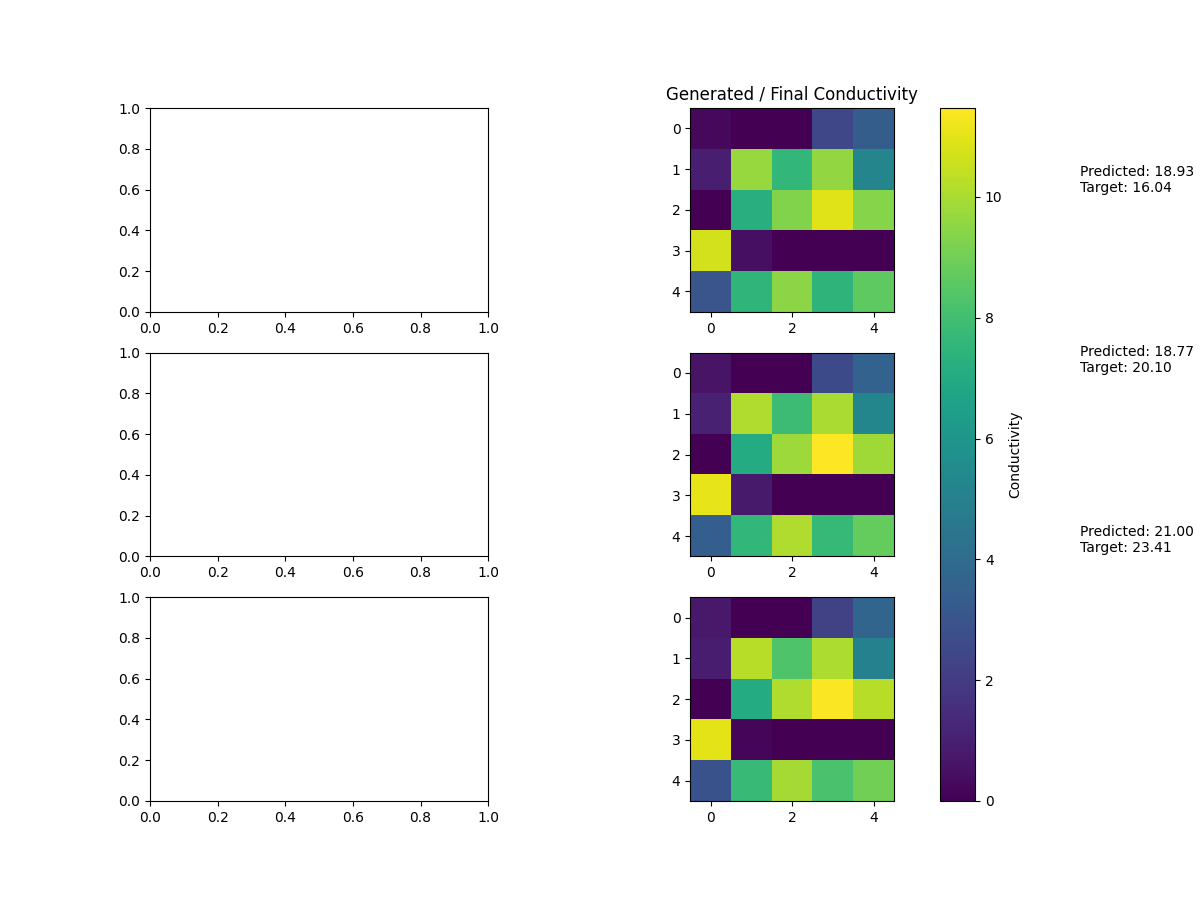 Generated / Final Conductivity
1.0
0.8
0.6
0.4
0.2
0.0
0.0 0.2 0.4 0.6 0.8 1.0
0
1
2
3
4
0 2 4
1.0
0.8
0.6
0.4
0.2
0.0
0.0 0.2 0.4 0.6 0.8 1.0
0
1
2
3
4
0 2 4
1.0
0.8
0.6
0.4
0.2
0.0
0.0 0.2 0.4 0.6 0.8 1.0
0
1
2
3
4
0 2 4
10
8
6
4
2
0
Conductivity
Predicted: 18.93
Target: 16.04
Predicted: 18.77
Target: 20.10
Predicted: 21.00
Target: 23.41